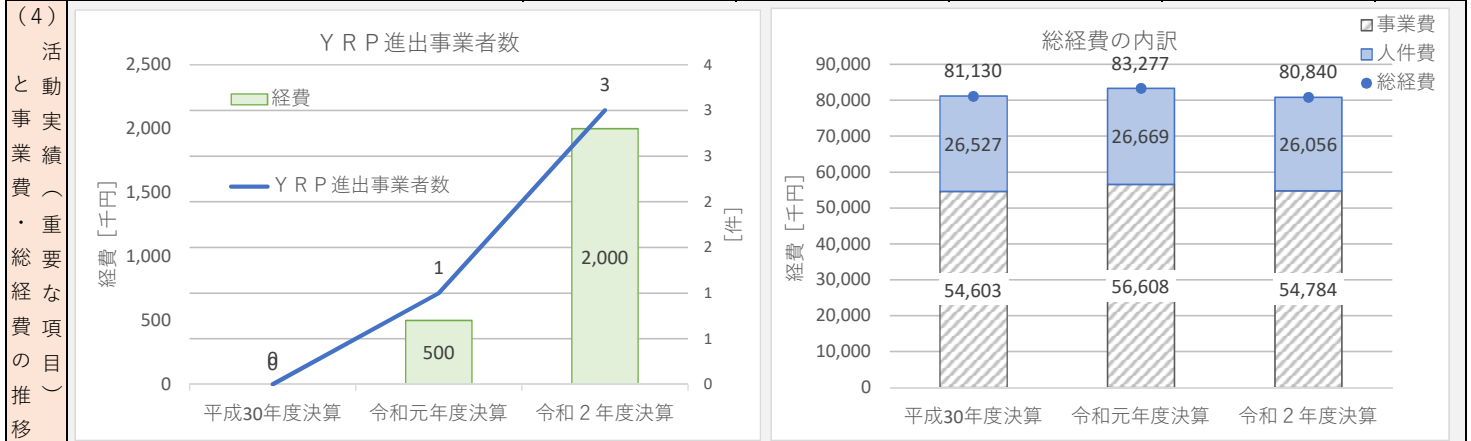 （4）活動実績（重要な項目）
と事業費・総経費の推移
ＹＲＰ進出事業者数
2,500
2,000
1,500
1,000
500
0
経費［千円］
経費
ＹＲＰ進出事業者数
0
0
1
3
500
2,000
4
3
3
2
2
1
1
0
［件］
平成30年度決算
令和元年度決算
令和２年度決算
総経費の内訳
事業費
人件費
総経費
90,000
80,000
70,000
60,000
50,000
40,000
30,000
20,000
10,000
0
経費［千円］
81,130
83,277
80,840
26,527
26,669
26,056
54,603
56,608
54,784
平成30年度決算
令和元年度決算
令和２年度決算